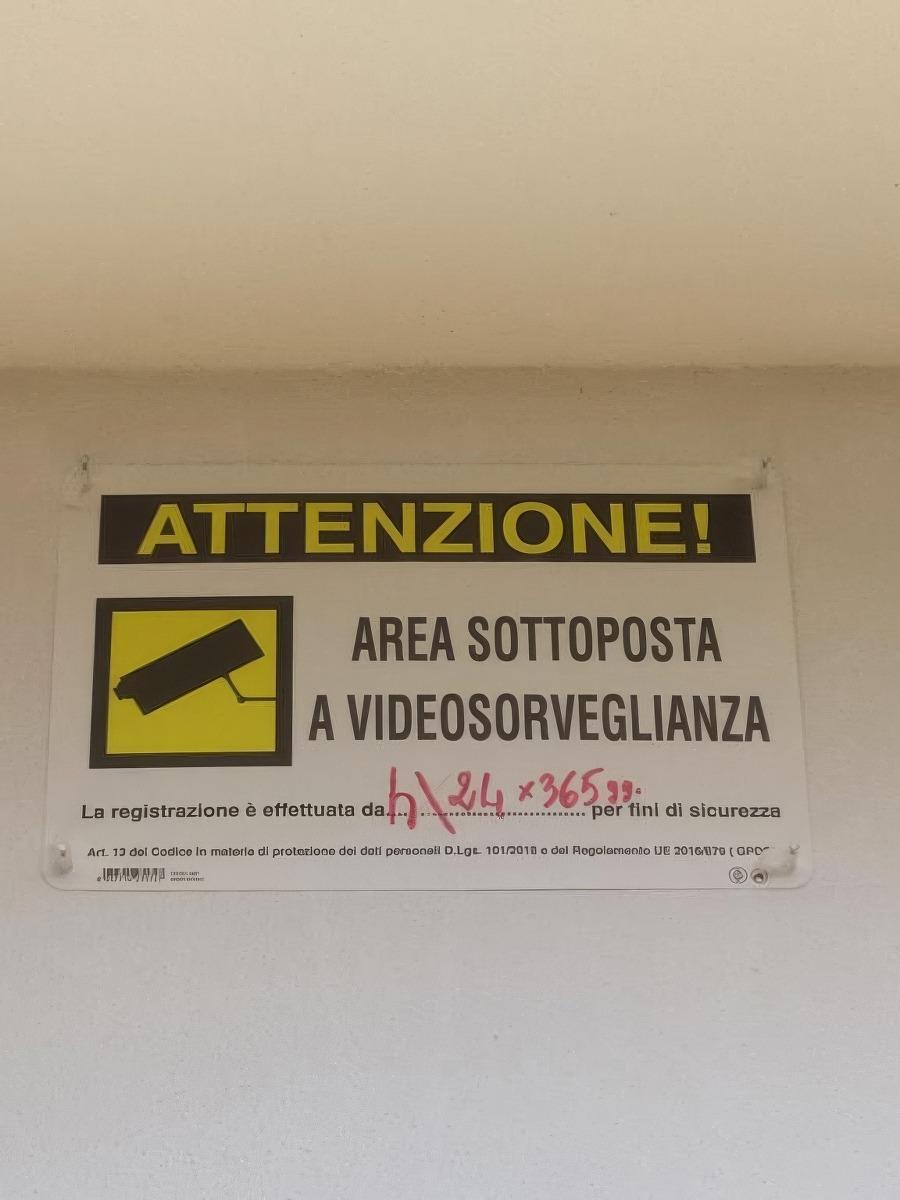 ATTENZIONE!
AREA SOTTOPOSTA
A VIDEOSORVEGLIANZA
La registrazione è effettuata da h\24 x 365 gg. per fini di sicurezza
Art. 13 del Codice in materia di protezione dei dati personali D.Lgs. 101/2018 e del Regolamento UE 2016/679 (